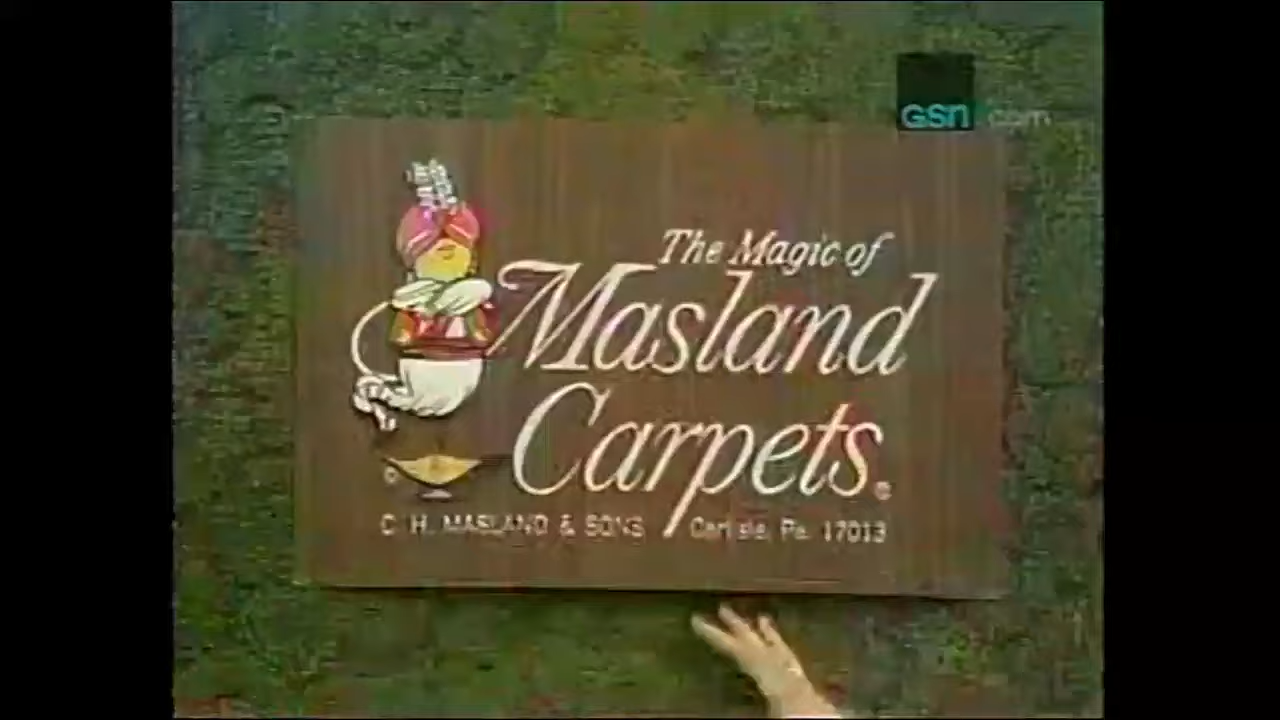 GSN.com
The Magic of
Masland
Carpets®
C. H. MASLAND & SONS Carlisle, Pa. 17013